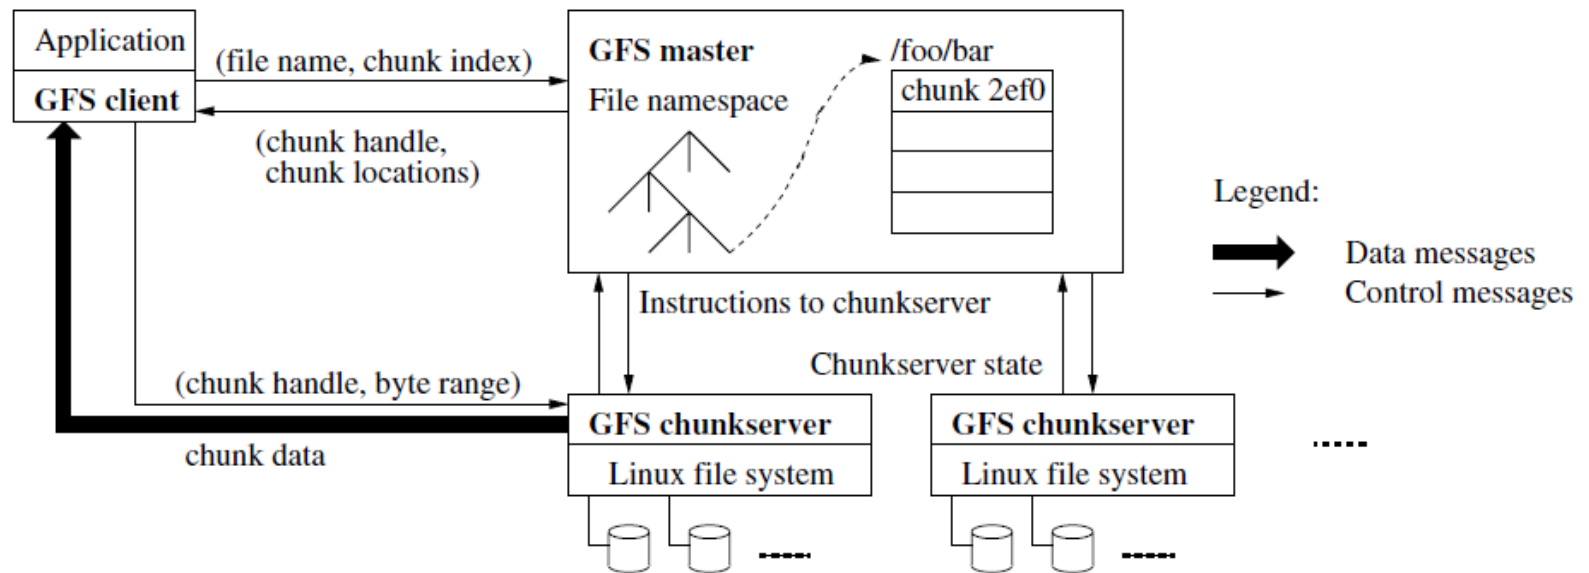 Application
GFS client
(file name, chunk index)
(chunk handle,
chunk locations)
GFS master
File namespace
/foo/bar
chunk 2ef0
Legend:
Data messages
Control messages
Instructions to chunkserver
Chunkserver state
(chunk handle, byte range)
chunk data
GFS chunkserver
Linux file system
GFS chunkserver
Linux file system